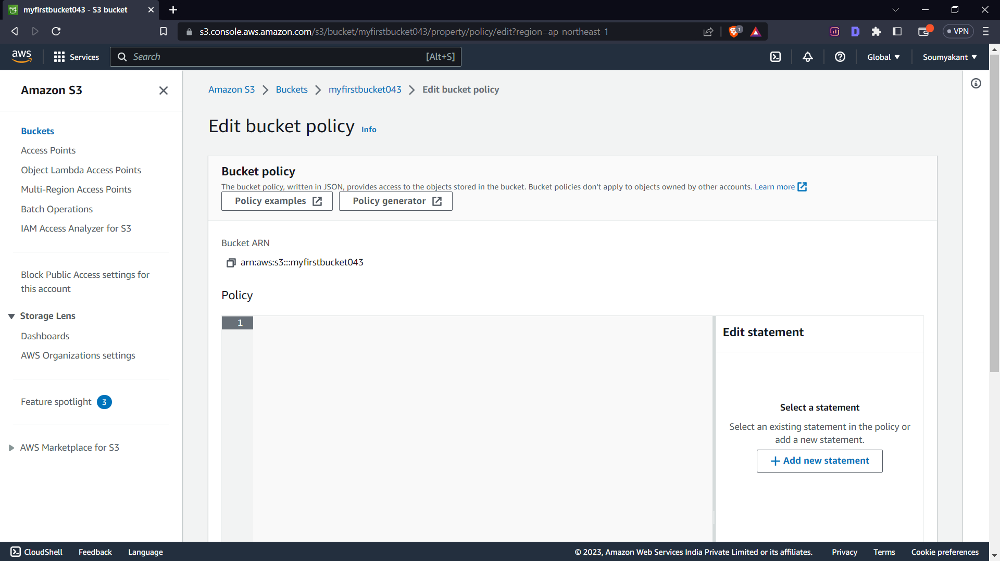 myfirstbucket043 - S3 bucket
s3.console.aws.amazon.com/s3/bucket/myfirstbucket043/property/policy/edit?region=ap-northeast-1
1
VPN
aws
Services
Search
[Alt+S]
Global
Soumyakant
Amazon S3
Buckets
Access Points
Object Lambda Access Points
Multi-Region Access Points
Batch Operations
IAM Access Analyzer for S3
Block Public Access settings for
this account
Storage Lens
Dashboards
AWS Organizations settings
Feature spotlight 3
AWS Marketplace for S3
Amazon S3 > Buckets > myfirstbucket043 > Edit bucket policy
Edit bucket policy Info
Bucket policy
The bucket policy, written in JSON, provides access to the objects stored in the bucket. Bucket policies don't apply to objects owned by other accounts. Learn more
Policy examples
Policy generator
Bucket ARN
arn:aws:s3:::myfirstbucket043
Policy
1
Edit statement
Select a statement
Select an existing statement in the policy or
add a new statement.
+ Add new statement
CloudShell
Feedback
Language
© 2023, Amazon Web Services India Private Limited or its affiliates.
Privacy
Terms
Cookie preferences